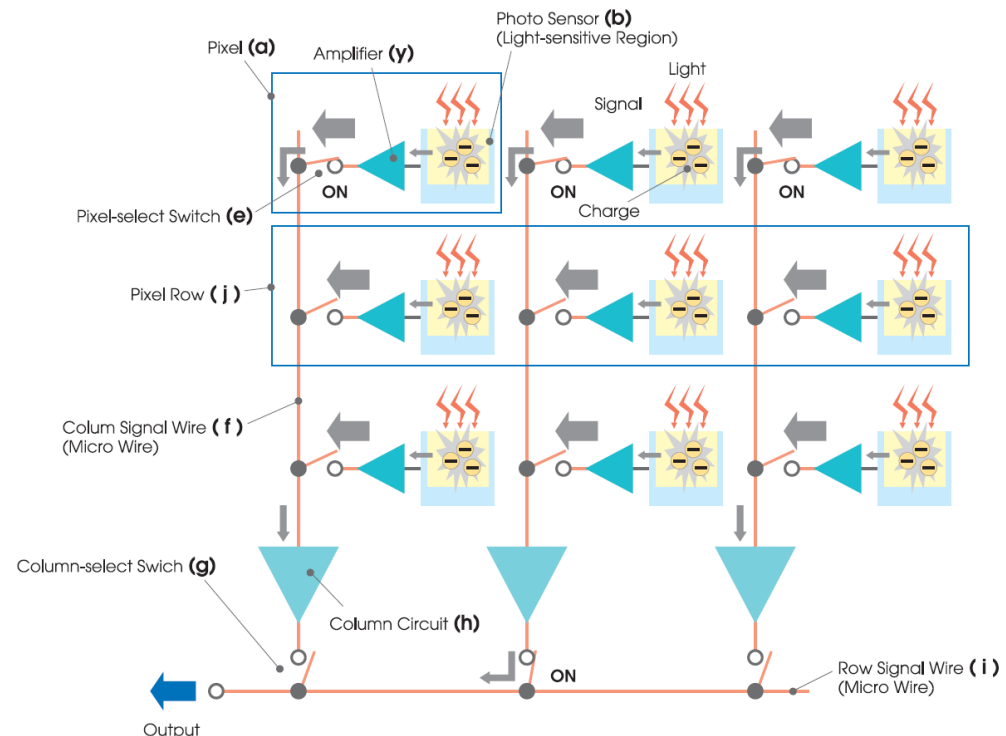 Photo Sensor (b)
(Light-sensitive Region)
Pixel (a)
Amplifier (y)
Light
Signal
ON
ON
ON
Pixel-select Switch (e)
Charge
Pixel Row ( j )
Colum Signal Wire ( f )
(Micro Wire)
Column-select Swich (g)
Column Circuit (h)
ON
Row Signal Wire ( i )
(Micro Wire)
Output